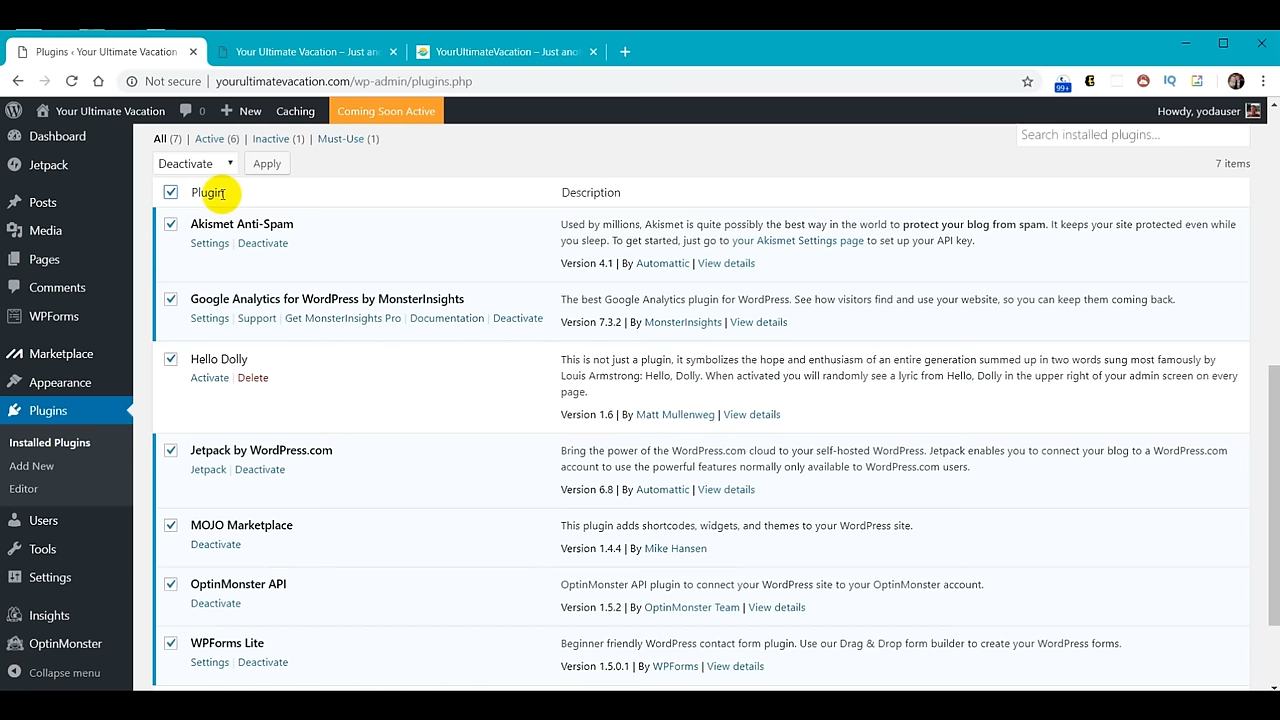 Plugins ‹ Your Ultimate Vacation
Your Ultimate Vacation – Just an
YourUltimateVacation – Just ano
Not secure | yourultimatevacation.com/wp-admin/plugins.php
99+
IQ
Your Ultimate Vacation 0 New Caching Coming Soon Active Howdy, yodauser
Dashboard
Jetpack
Posts
Media
Pages
Comments
WPForms
Marketplace
Appearance
Plugins
Installed Plugins
Add New
Editor
Users
Tools
Settings
Insights
OptinMonster
Collapse menu
All (7) | Active (6) | Inactive (1) | Must-Use (1)
Search installed plugins...
Deactivate Apply
7 items
Plugin Description
Akismet Anti-Spam
Settings | Deactivate
Used by millions, Akismet is quite possibly the best way in the world to protect your blog from spam. It keeps your site protected even while
you sleep. To get started, just go to your Akismet Settings page to set up your API key.
Version 4.1 | By Automattic | View details
Google Analytics for WordPress by MonsterInsights
Settings | Support | Get MonsterInsights Pro | Documentation | Deactivate
The best Google Analytics plugin for WordPress. See how visitors find and use your website, so you can keep them coming back.
Version 7.3.2 | By MonsterInsights | View details
Hello Dolly
Activate | Delete
This is not just a plugin, it symbolizes the hope and enthusiasm of an entire generation summed up in two words sung most famously by
Louis Armstrong: Hello, Dolly. When activated you will randomly see a lyric from Hello, Dolly in the upper right of your admin screen on every
page.
Version 1.6 | By Matt Mullenweg | View details
Jetpack by WordPress.com
Jetpack | Deactivate
Bring the power of the WordPress.com cloud to your self-hosted WordPress. Jetpack enables you to connect your blog to a WordPress.com
account to use the powerful features normally only available to WordPress.com users.
Version 6.8 | By Automattic | View details
MOJO Marketplace
Deactivate
This plugin adds shortcodes, widgets, and themes to your WordPress site.
Version 1.4.4 | By Mike Hansen
OptinMonster API
Deactivate
OptinMonster API plugin to connect your WordPress site to your OptinMonster account.
Version 1.5.2 | By OptinMonster Team | View details
WPForms Lite
Settings | Deactivate
Beginner friendly WordPress contact form plugin. Use our Drag & Drop form builder to create your WordPress forms.
Version 1.5.0.1 | By WPForms | View details